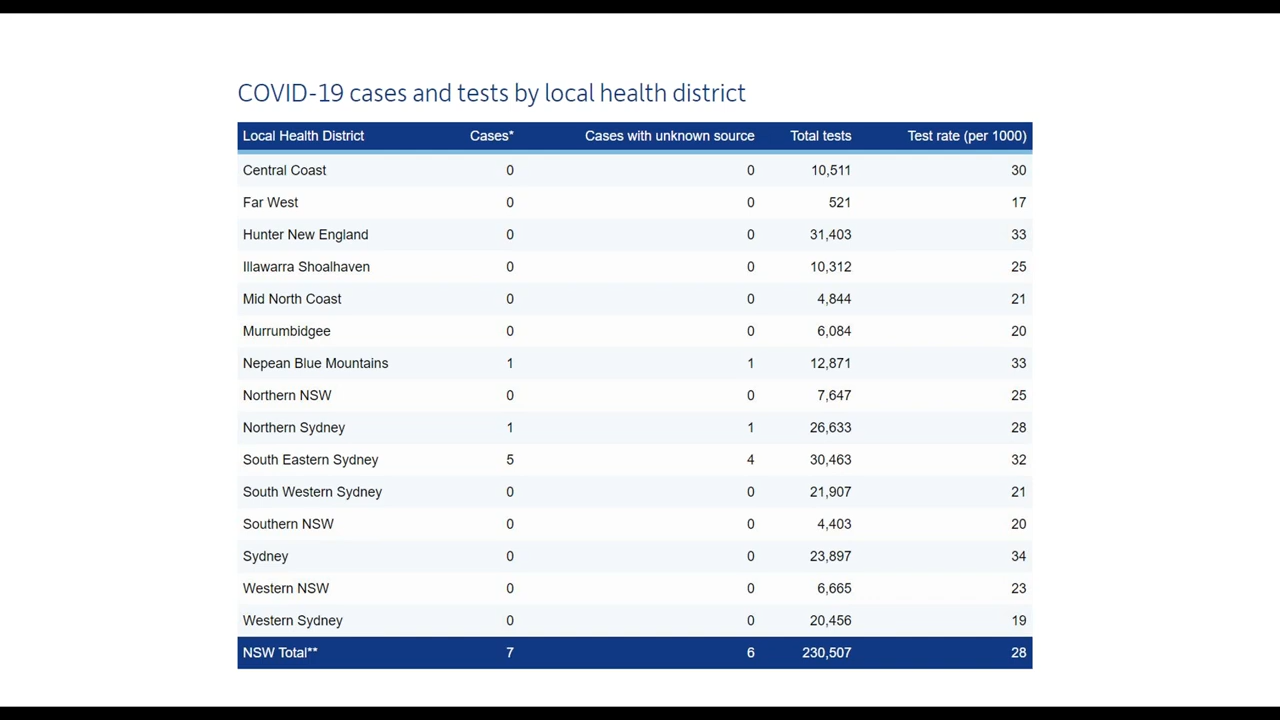 COVID-19 cases and tests by local health district
Local Health District Cases* Cases with unknown source Total tests Test rate (per 1000)
Central Coast 0 0 10,511 30
Far West 0 0 521 17
Hunter New England 0 0 31,403 33
Illawarra Shoalhaven 0 0 10,312 25
Mid North Coast 0 0 4,844 21
Murrumbidgee 0 0 6,084 20
Nepean Blue Mountains 1 1 12,871 33
Northern NSW 0 0 7,647 25
Northern Sydney 1 1 26,633 28
South Eastern Sydney 5 4 30,463 32
South Western Sydney 0 0 21,907 21
Southern NSW 0 0 4,403 20
Sydney 0 0 23,897 34
Western NSW 0 0 6,665 23
Western Sydney 0 0 20,456 19
NSW Total** 7 6 230,507 28